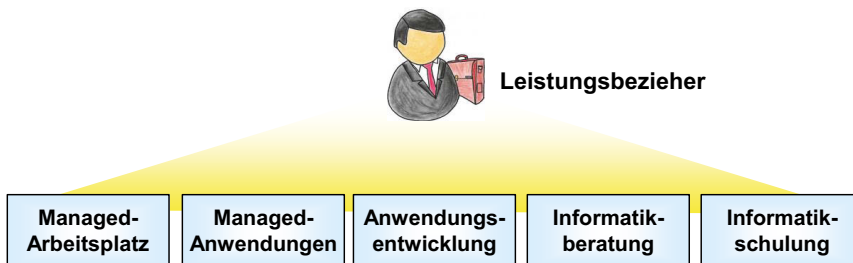 Leistungsbezieher
Managed-
Arbeitsplatz
Managed-
Anwendungen
Anwendungs-
entwicklung
Informatik-
beratung
Informatik-
schulung